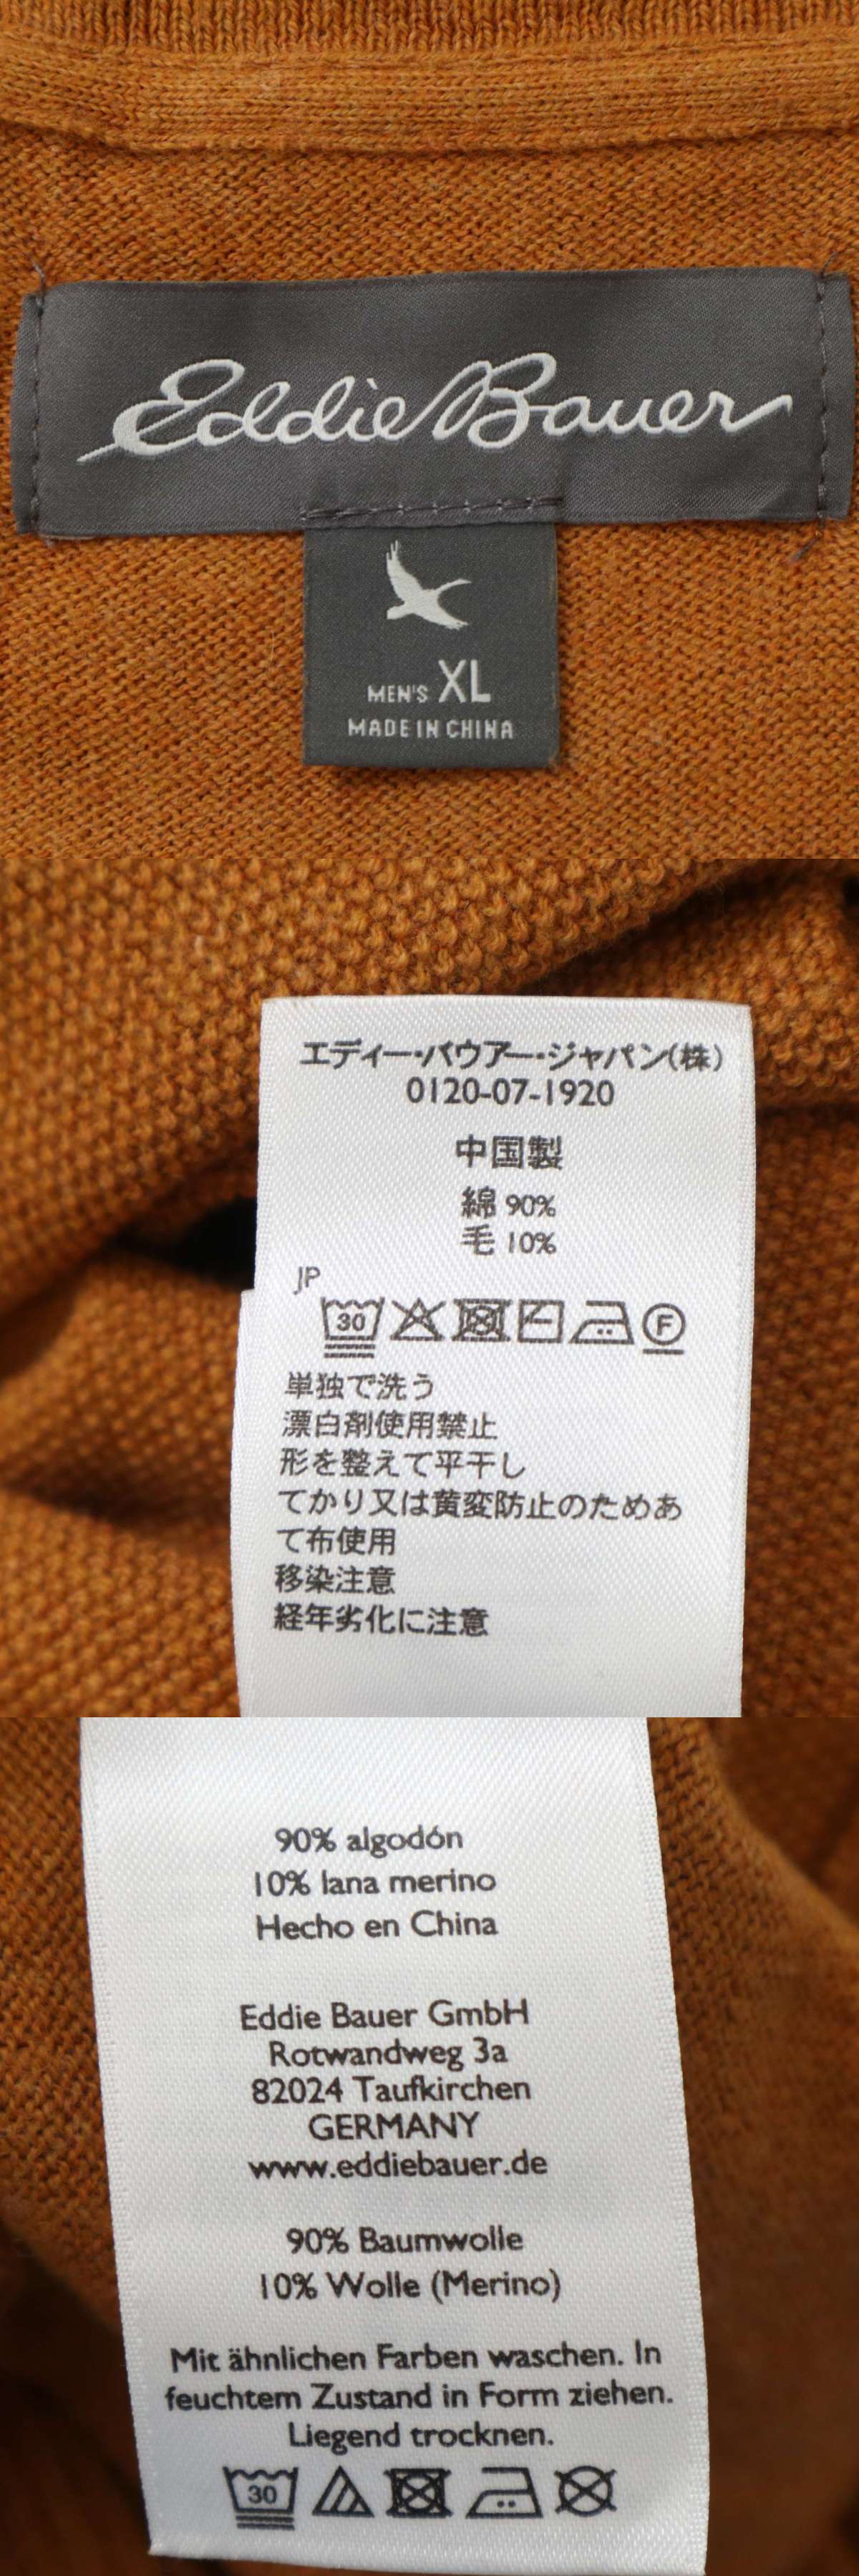 Eddie Bauer
MEN'S XL
MADE IN CHINA
エディー・バウアー・ジャパン(株)
0120-07-1920
中国製
綿 90%
毛 10%
JP
30 F
単独で洗う
漂白剤使用禁止
形を整えて平干し
てかり又は黄変防止のためあ
て布使用
移染注意
経年劣化に注意
90% algodón
10% lana merino
Hecho en China
Eddie Bauer GmbH
Rotwandweg 3a
82024 Taufkirchen
GERMANY
www.eddiebauer.de
90% Baumwolle
10% Wolle (Merino)
Mit ähnlichen Farben waschen. In
feuchtem Zustand in Form ziehen.
Liegend trocknen.
30